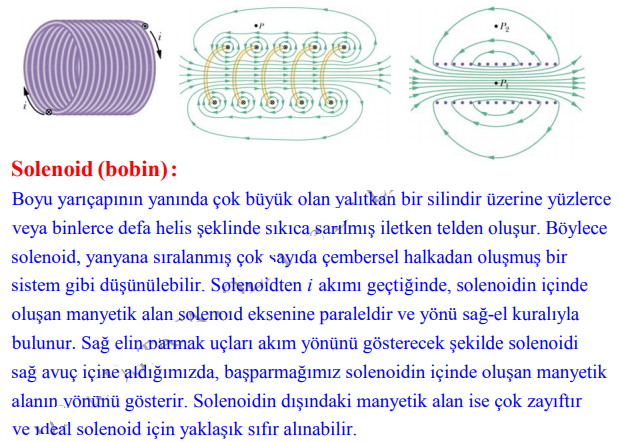 i
i
P
P₂
P₁
Solenoid (bobin) :
Boyu yarıçapının yanında çok büyük olan yalıtkan bir silindir üzerine yüzlerce
veya binlerce defa helis şeklinde sıkıca sarılmış iletken telden oluşur. Böylece
solenoid, yanyana sıralanmış çok sayıda çembersel halkadan oluşmuş bir
sistem gibi düşünülebilir. Solenoidten i akımı geçtiğinde, solenoidin içinde
oluşan manyetik alan solenoid eksenine paraleldir ve yönü sağ-el kuralıyla
bulunur. Sağ elin parmak uçları akım yönünü gösterecek şekilde solenoidi
sağ avuç içine aldığımızda, başparmağımız solenoidin içinde oluşan manyetik
alanın yönünü gösterir. Solenoidin dışındaki manyetik alan ise çok zayıftır
ve ideal solenoid için yaklaşık sıfır alınabilir.